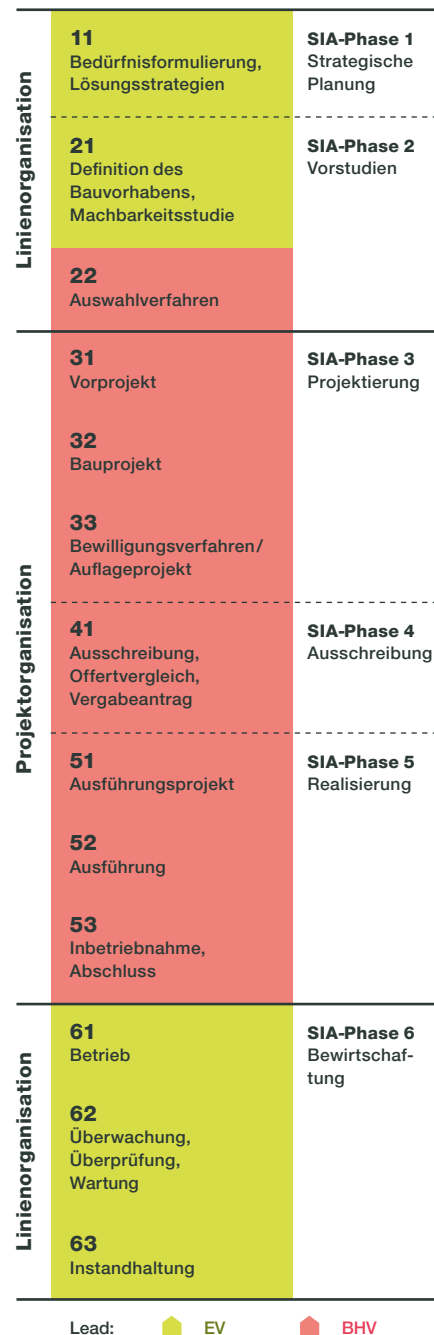 Linienorganisation
11
Bedürfnisformulierung,
Lösungsstrategien
SIA-Phase 1
Strategische
Planung
21
Definition des
Bauvorhabens,
Machbarkeitsstudie
SIA-Phase 2
Vorstudien
22
Auswahlverfahren
Projektorganisation
31
Vorprojekt
SIA-Phase 3
Projektierung
32
Bauprojekt
33
Bewilligungsverfahren/
Auflageprojekt
41
Ausschreibung,
Offertvergleich,
Vergabeantrag
SIA-Phase 4
Ausschreibung
51
Ausführungsprojekt
SIA-Phase 5
Realisierung
52
Ausführung
53
Inbetriebnahme,
Abschluss
Linienorganisation
61
Betrieb
SIA-Phase 6
Bewirtschaf-
tung
62
Überwachung,
Überprüfung,
Wartung
63
Instandhaltung
Lead: EV BHV